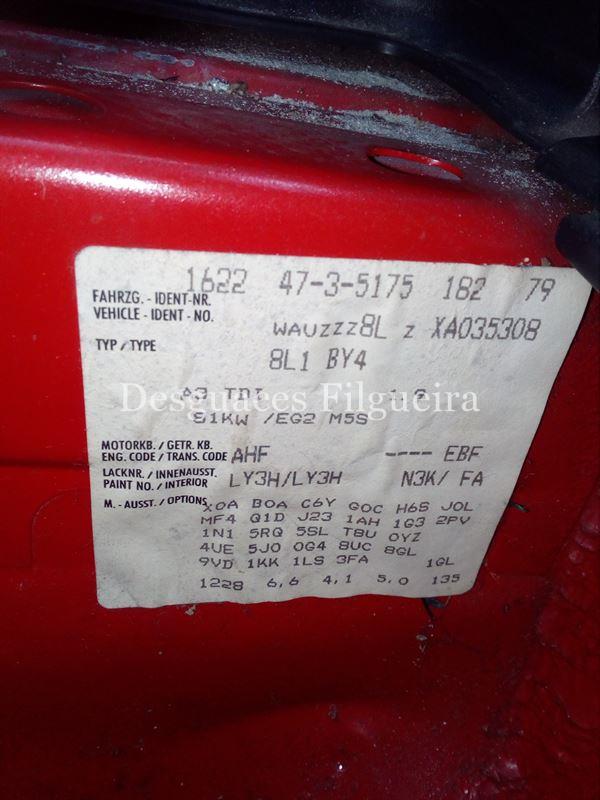 1622 47-3-5175 182 79
FAHRZG. - IDENT-NR.
VEHICLE - IDENT - NO. WAUZZZ8L Z XA035308
TYP / TYPE 8L1 BY4
A3 TDI 1,9
Desguaces Filgueira
81KW /EG2 M5S
MOTORKB. / GETR. KB.
ENG. CODE / TRANS. CODE AHF ---- EBF
LACKNR. / INNENAUSST.
PAINT NO. / INTERIOR LY3H/LY3H N3K/ FA
M. - AUSST. / OPTIONS X0A B0A C6Y G0C H6S J0L
MF4 Q1D J23 1AH 1G3 2PV
1N1 5RQ 5SL T8U 0YZ
4UE 5J0 0G4 8UC 8GL
9VD 1KK 1LS 3FA 1GL
1228 6,6 4,1 5,0 135